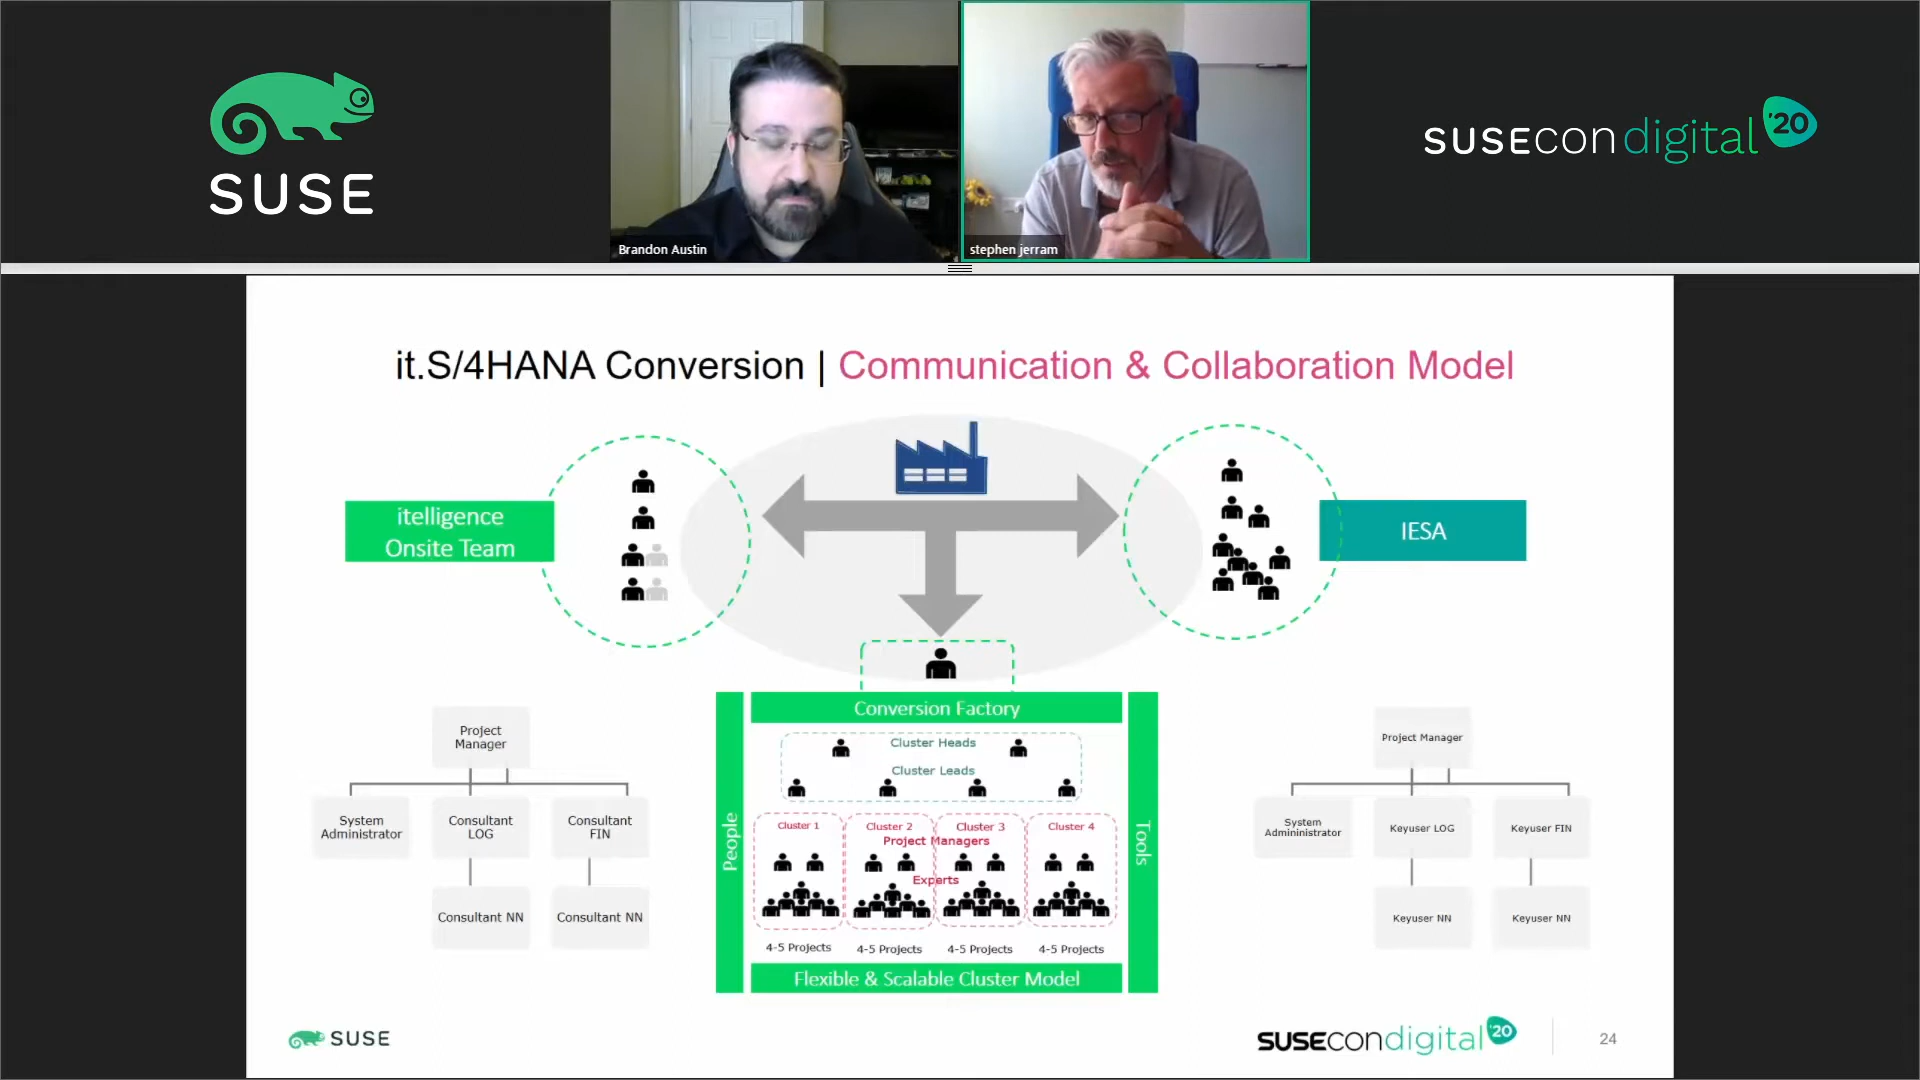 SUSE
Brandon Austin
stephen jerram
SUSEcon digital '20
it.S/4HANA Conversion | Communication & Collaboration Model
itelligence
Onsite Team
IESA
Conversion Factory
Cluster Heads
Cluster Leads
People
Tools
Cluster 1
Cluster 2
Cluster 3
Cluster 4
Project Managers
Experts
4-5 Projects
4-5 Projects
4-5 Projects
4-5 Projects
Flexible & Scalable Cluster Model
Project
Manager
System
Administrator
Consultant
LOG
Consultant
FIN
Consultant NN
Consultant NN
Project Manager
System
Admininistrator
Keyuser LOG
Keyuser FIN
Keyuser NN
Keyuser NN
SUSE
SUSEcon digital '20
24